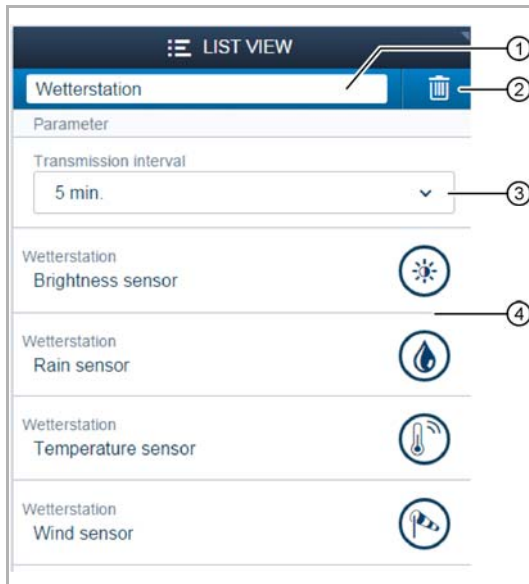 LIST VIEW
1
Wetterstation
2
Parameter
Transmission interval
5 min.
3
Wetterstation
Brightness sensor
4
Wetterstation
Rain sensor
Wetterstation
Temperature sensor
Wetterstation
Wind sensor